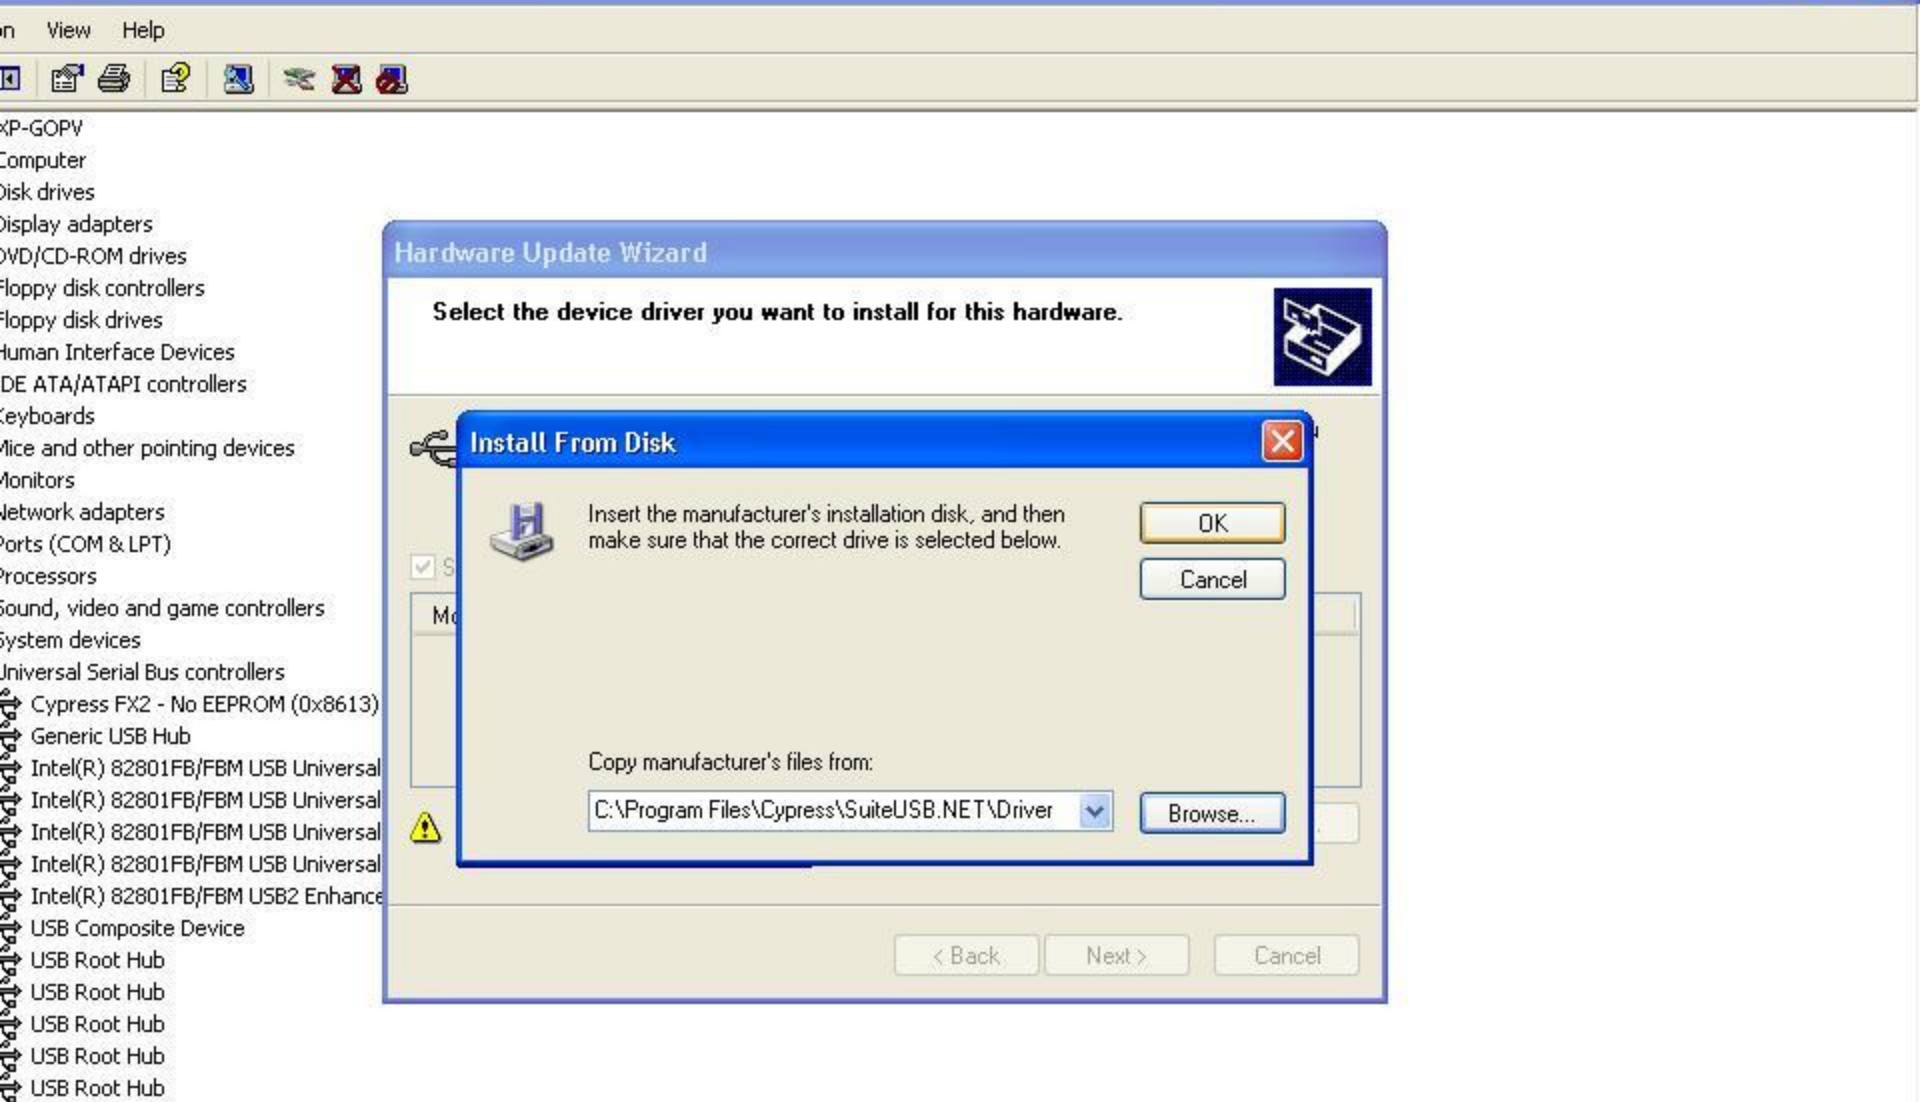 View Help
XP-GOPV
Computer
Disk drives
Display adapters
DVD/CD-ROM drives
Floppy disk controllers
Floppy disk drives
Human Interface Devices
IDE ATA/ATAPI controllers
Keyboards
Mice and other pointing devices
Monitors
Network adapters
Ports (COM & LPT)
Processors
Sound, video and game controllers
System devices
Universal Serial Bus controllers
Cypress FX2 - No EEPROM (0x8613)
Generic USB Hub
Intel(R) 82801FB/FBM USB Universal
Intel(R) 82801FB/FBM USB Universal
Intel(R) 82801FB/FBM USB Universal
Intel(R) 82801FB/FBM USB Universal
Intel(R) 82801FB/FBM USB2 Enhance
USB Composite Device
USB Root Hub
USB Root Hub
USB Root Hub
USB Root Hub
USB Root Hub
Hardware Update Wizard
Select the device driver you want to install for this hardware.
Install From Disk
Insert the manufacturer's installation disk, and then
make sure that the correct drive is selected below.
OK
Cancel
Copy manufacturer's files from:
C:\Program Files\Cypress\SuiteUSB.NET\Driver
Browse...
< Back Next > Cancel